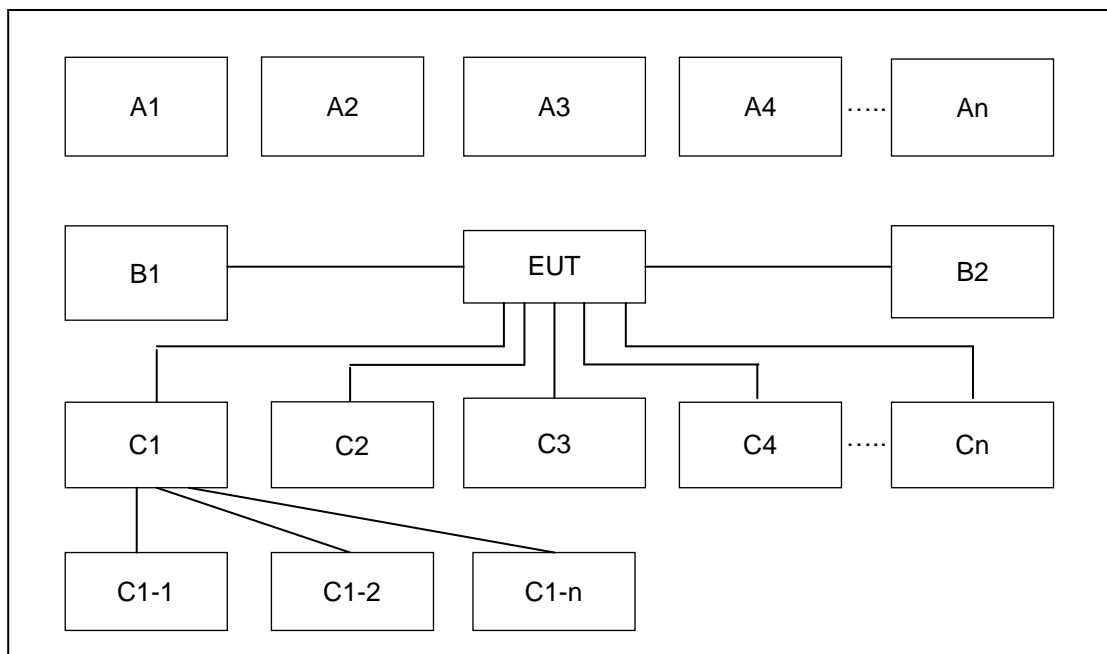 A1 A2 A3 A4 ..... An
B1 EUT B2
C1 C2 C3 C4 ..... Cn
C1-1 C1-2 C1-n